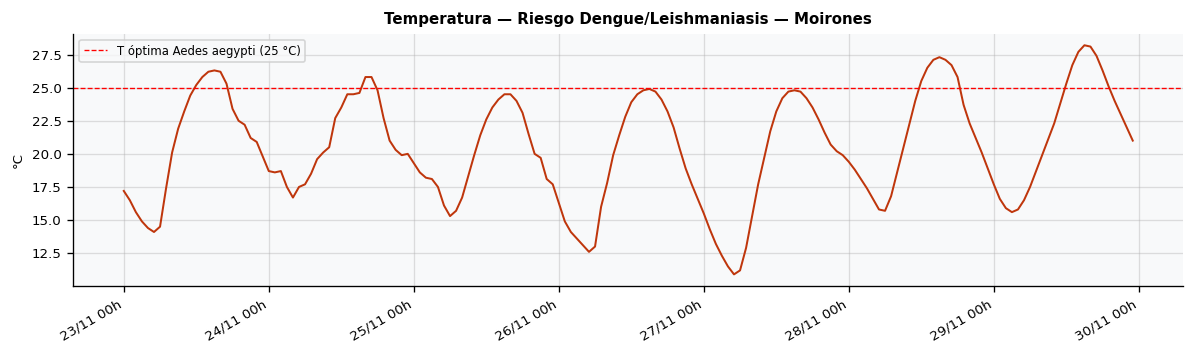 Temperatura — Riesgo Dengue/Leishmaniasis — Moirones
T óptima Aedes aegypti (25 °C)
°C
27.5
25.0
22.5
20.0
17.5
15.0
12.5
23/11 00h
24/11 00h
25/11 00h
26/11 00h
27/11 00h
28/11 00h
29/11 00h
30/11 00h